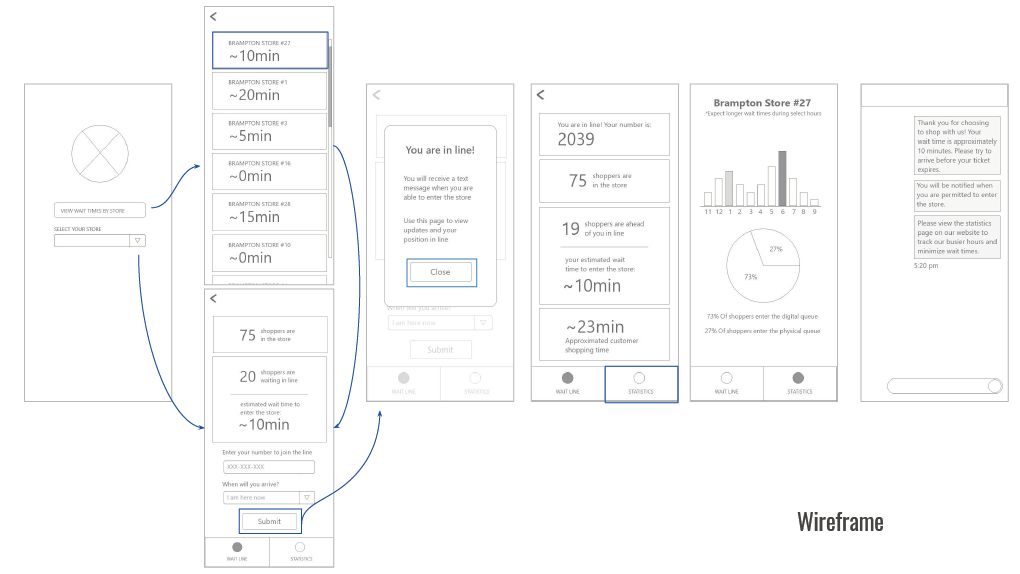 VIEW WAIT TIMES BY STORE
SELECT YOUR STORE
BRAMPTON STORE #27
~10min
BRAMPTON STORE #1
~20min
BRAMPTON STORE #3
~5min
BRAMPTON STORE #16
~0min
BRAMPTON STORE #28
~15min
BRAMPTON STORE #10
~0min
75 shoppers are
in the store
20 shoppers are
waiting in line
estimated wait time to
enter the store:
~10min
Enter your number to join the line
XXX-XXX-XXX
When will you arrive?
I am here now
Submit
WAIT LINE
STATISTICS
You are in line!
You will receive a text
message when you are
able to enter the store
Use this page to view
updates and your
position in line
Close
When will you arrive?
I am here now
Submit
WAIT LINE
STATISTICS
You are in line! Your number is:
2039
75 shoppers are
in the store
19 shoppers are ahead
of you in line
your estimated wait
time to enter the store:
~10min
~23min
Approximated customer
shopping time
WAIT LINE
STATISTICS
Brampton Store #27
*Expect longer wait times during select hours
11 12 1 2 3 4 5 6 7 8 9
27%
73%
73% Of shoppers enter the digital queue
27% Of shoppers enter the physical queue
WAIT LINE
STATISTICS
Thank you for choosing
to shop with us! Your
wait time is approximately
10 minutes. Please try to
arrive before your ticket
expires.
You will be notified when
you are permitted to enter
the store.
Please view the statistics
page on our website to
track our busier hours and
minimize wait times.
5:20 pm
Wireframe